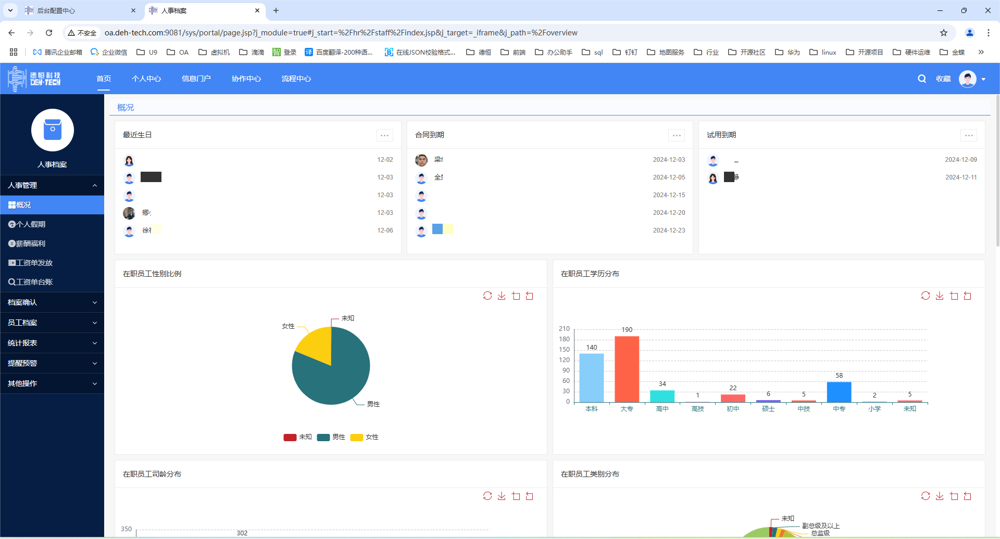 后台配置中心
人事档案
不安全
oa.deh-tech.com:9081/sys/portal/page.jsp?j_module=true#j_start=%2Fhr%2Fstaff%2Findex.jsp&j_target=_iframe&j_path=%2Foverview
腾讯企业邮箱
企业微信
U9
OA
虚拟机
滴滴
智 登录
译 百度翻译-200种语...
在线JSON校验格式...
德恒
前端
办公助手
sql
钉钉
地图服务
行业
开源社区
华为
linux
开源项目
硬件运维
金蝶
德恒科技
DEH-TECH
首页
个人中心
信息门户
协作中心
流程中心
收藏
人事档案
人事管理
概况
个人假期
薪酬福利
工资单发放
工资单台账
档案确认
员工档案
统计报表
提醒预警
其他操作
概况
最近生日
12-02
12-03
12-03
卿
12-03
徐
12-06
合同到期
梁
2024-12-03
全
2024-12-05
2024-12-15
2024-12-20
2024-12-23
试用到期
2024-12-09
静
2024-12-11
在职员工性别比例
未知
女性
男性
未知 男性 女性
在职员工学历分布
210
180
150
120
90
60
30
0
140
190
34
1
22
6
5
58
2
5
本科 大专 高中 高技 初中 硕士 中技 中专 小学 未知
在职员工司龄分布
350
302
在职员工类别分布
未知
副总级及以上
总监级